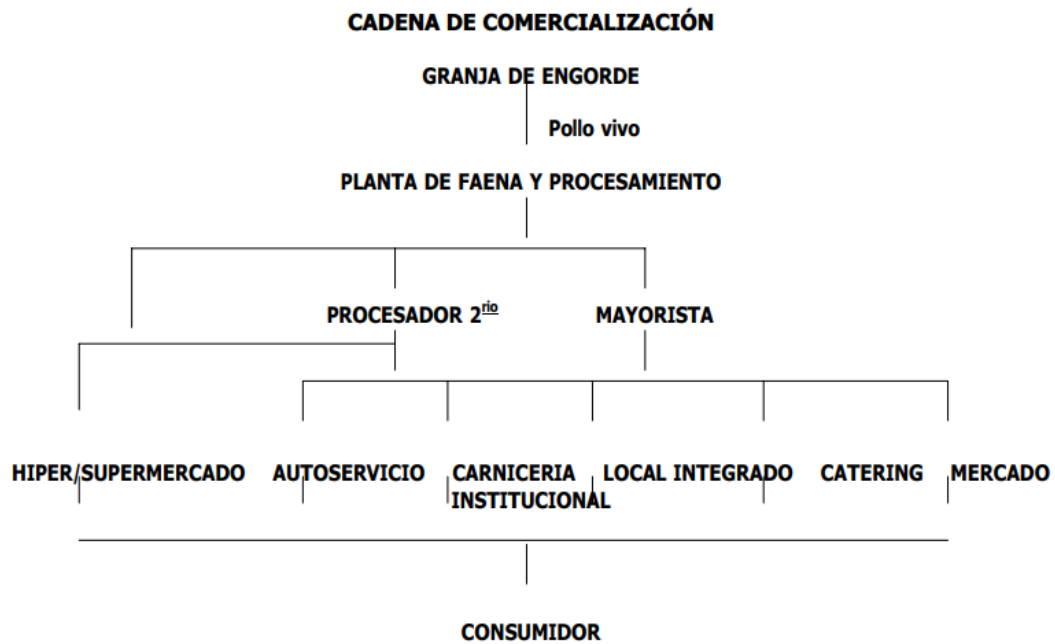 CADENA DE COMERCIALIZACIÓN
GRANJA DE ENGORDE
Pollo vivo
PLANTA DE FAENA Y PROCESAMIENTO
PROCESADOR 2rio MAYORISTA
HIPER/SUPERMERCADO AUTOSERVICIO CARNICERIA LOCAL INTEGRADO CATERING MERCADO
INSTITUCIONAL
CONSUMIDOR